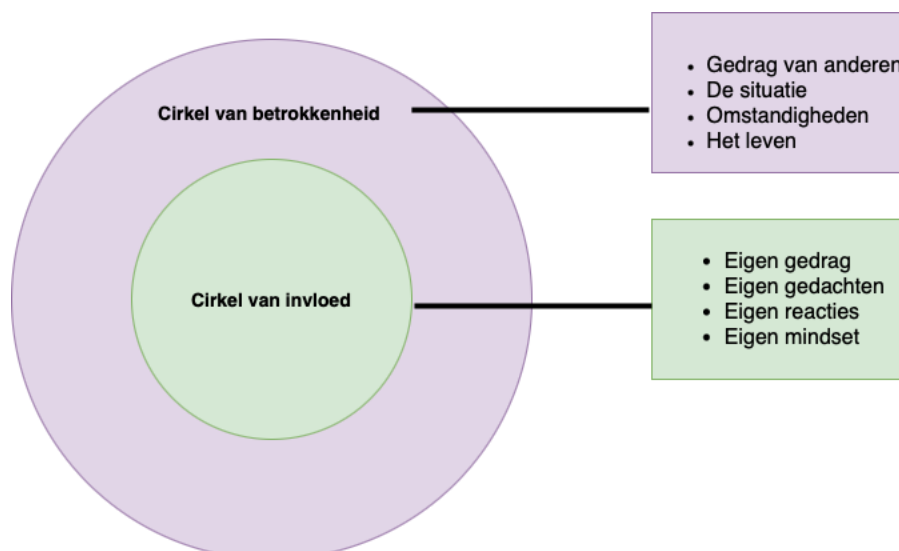 Cirkel van betrokkenheid
• Gedrag van anderen
• De situatie
• Omstandigheden
• Het leven
Cirkel van invloed
• Eigen gedrag
• Eigen gedachten
• Eigen reacties
• Eigen mindset